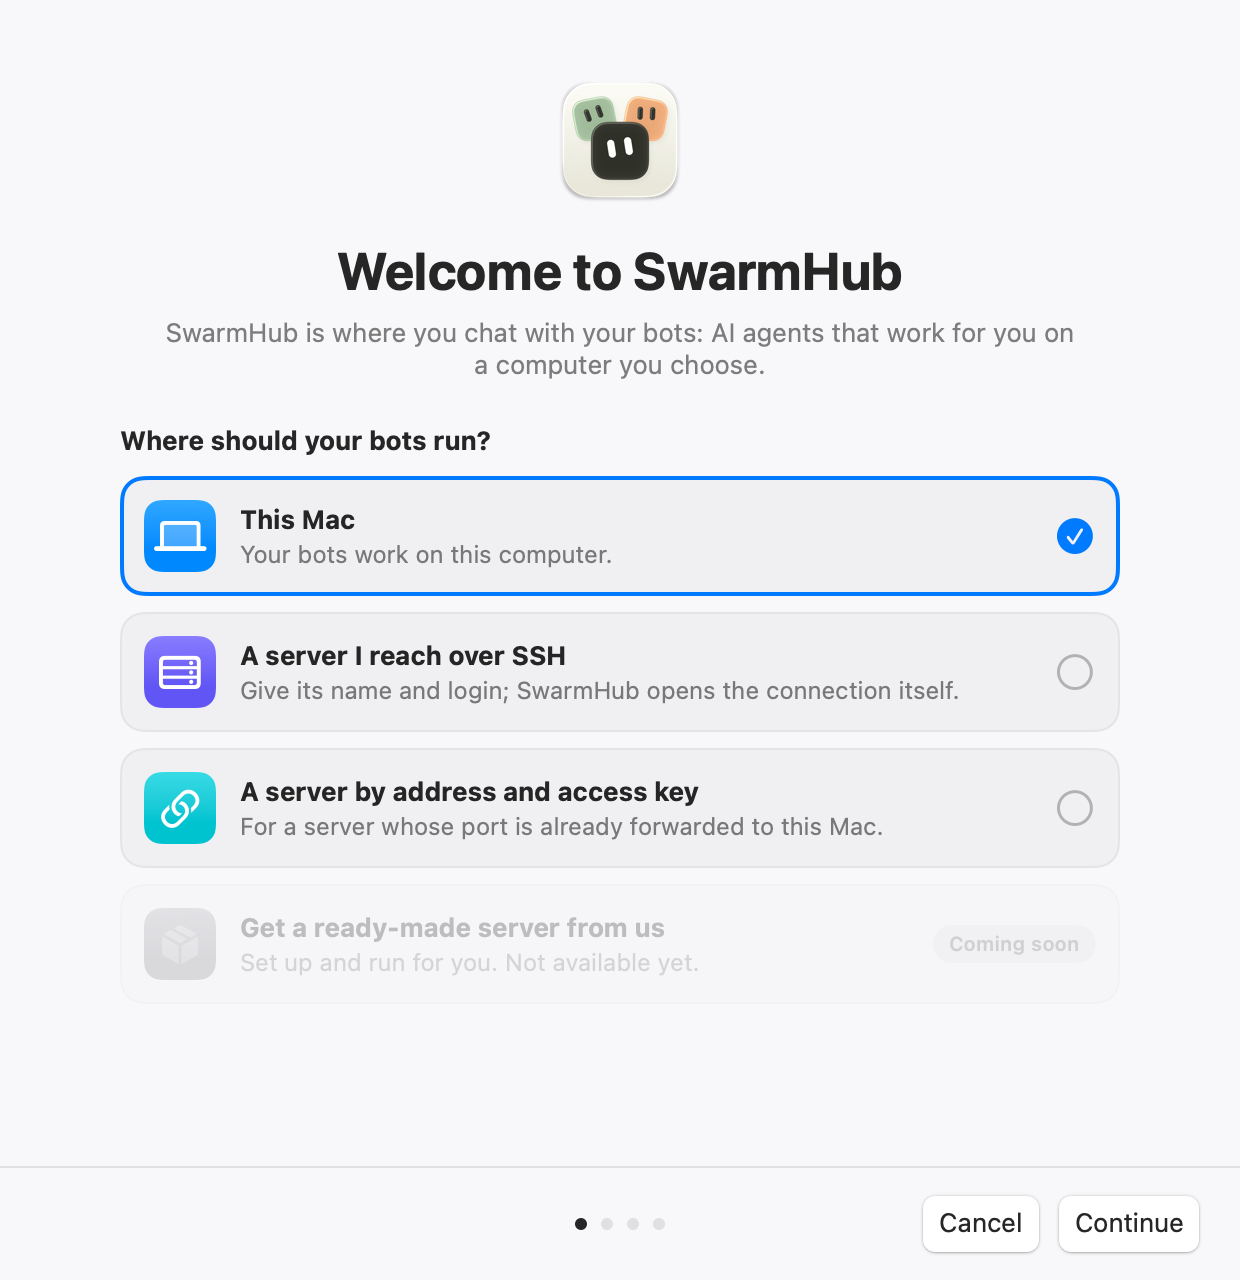 Welcome to SwarmHub
SwarmHub is where you chat with your bots: AI agents that work for you on
a computer you choose.
Where should your bots run?
This Mac
Your bots work on this computer.
A server I reach over SSH
Give its name and login; SwarmHub opens the connection itself.
A server by address and access key
For a server whose port is already forwarded to this Mac.
Get a ready-made server from us
Set up and run for you. Not available yet.
Coming soon
Cancel
Continue